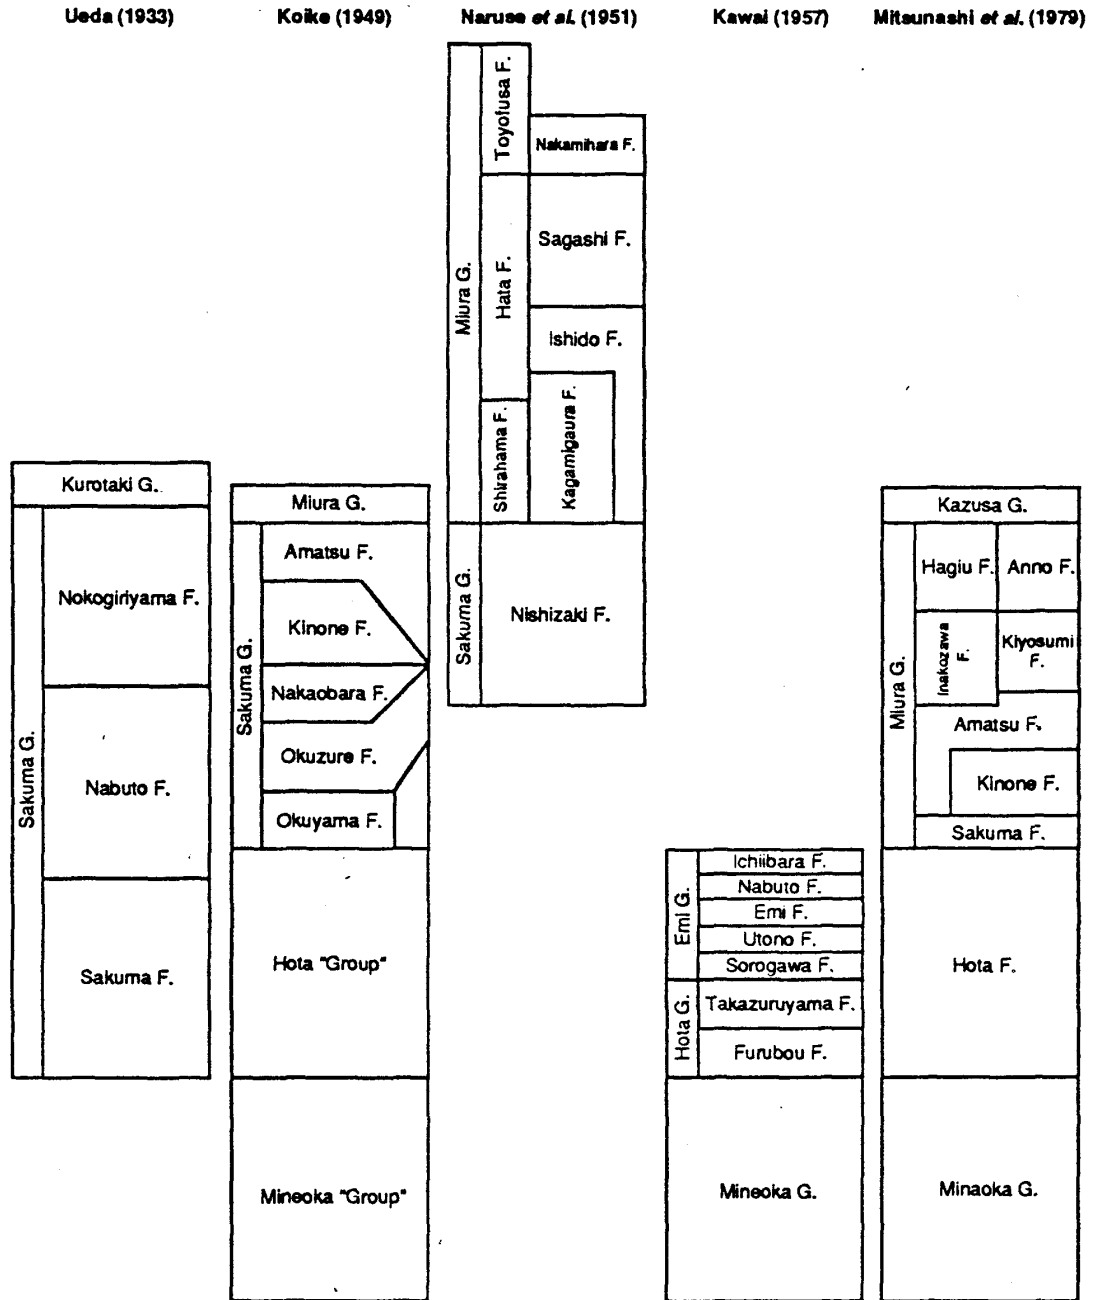 Ueda (1933)
Koike (1949)
Naruse et al. (1951)
Kawai (1957)
Mitsunashi et al. (1979)
Kurotaki G.
Sakuma G.
Nokogiriyama F.
Nabuto F.
Sakuma F.
Miura G.
Sakuma G.
Amatsu F.
Kinone F.
Nakaobara F.
Okuzure F.
Okuyama F.
Hota "Group"
Mineoka "Group"
Miura G.
Toyofusa F.
Nakamihara F.
Hata F.
Sagashi F.
Ishido F.
Shirahama F.
Kagamigaura F.
Sakuma G.
Nishizaki F.
Emi G.
Ichiibara F.
Nabuto F.
Emi F.
Utono F.
Sorogawa F.
Hota G.
Takazuruyama F.
Furubou F.
Mineoka G.
Kazusa G.
Miura G.
Hagiu F.
Anno F.
Inakozawa
F.
Kiyosumi
F.
Amatsu F.
Kinone F.
Sakuma F.
Hota F.
Minaoka G.